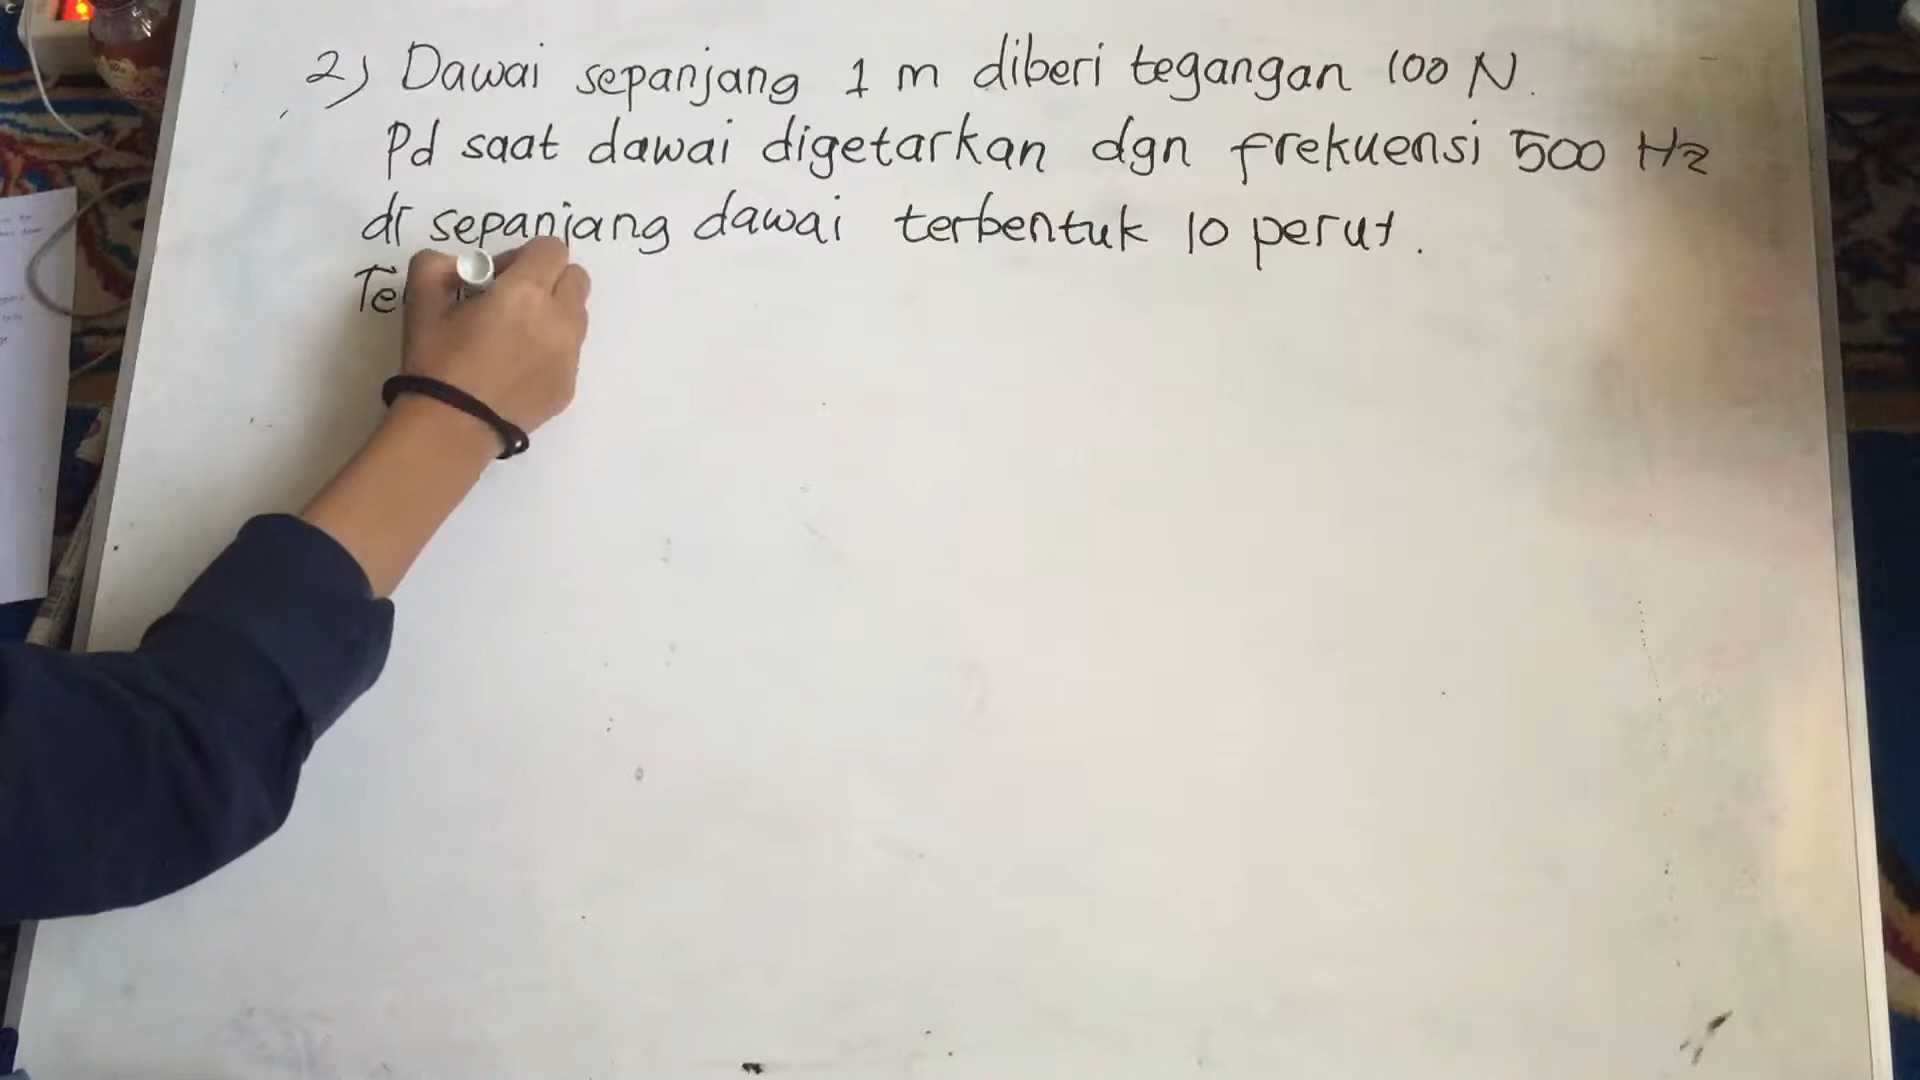 2) Dawai sepanjang 1 m diberi tegangan 100 N.
Pd saat dawai digetarkan dgn frekuensi 500 Hz
di sepanjang dawai terbentuk 10 perut.